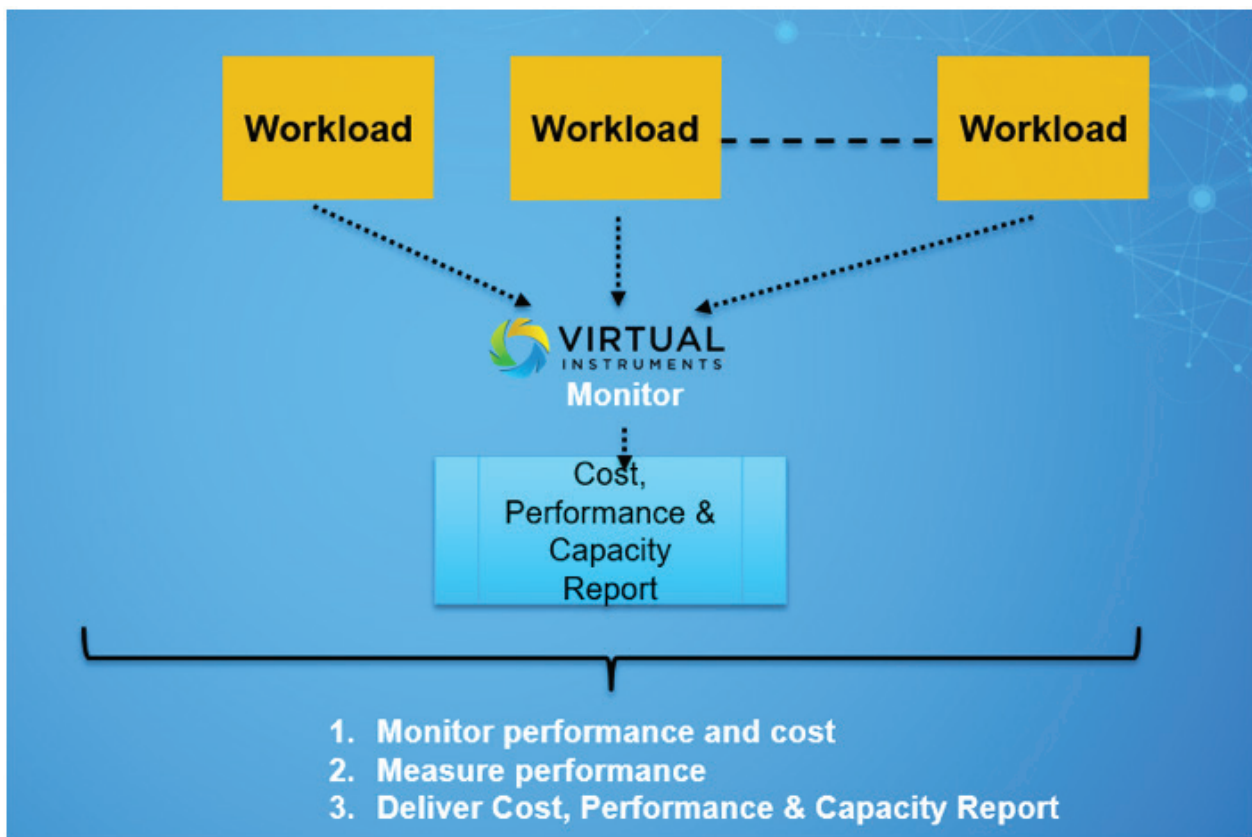 Workload Workload Workload
VIRTUAL
INSTRUMENTS
Monitor
Cost,
Performance &
Capacity
Report
1. Monitor performance and cost
2. Measure performance
3. Deliver Cost, Performance & Capacity Report